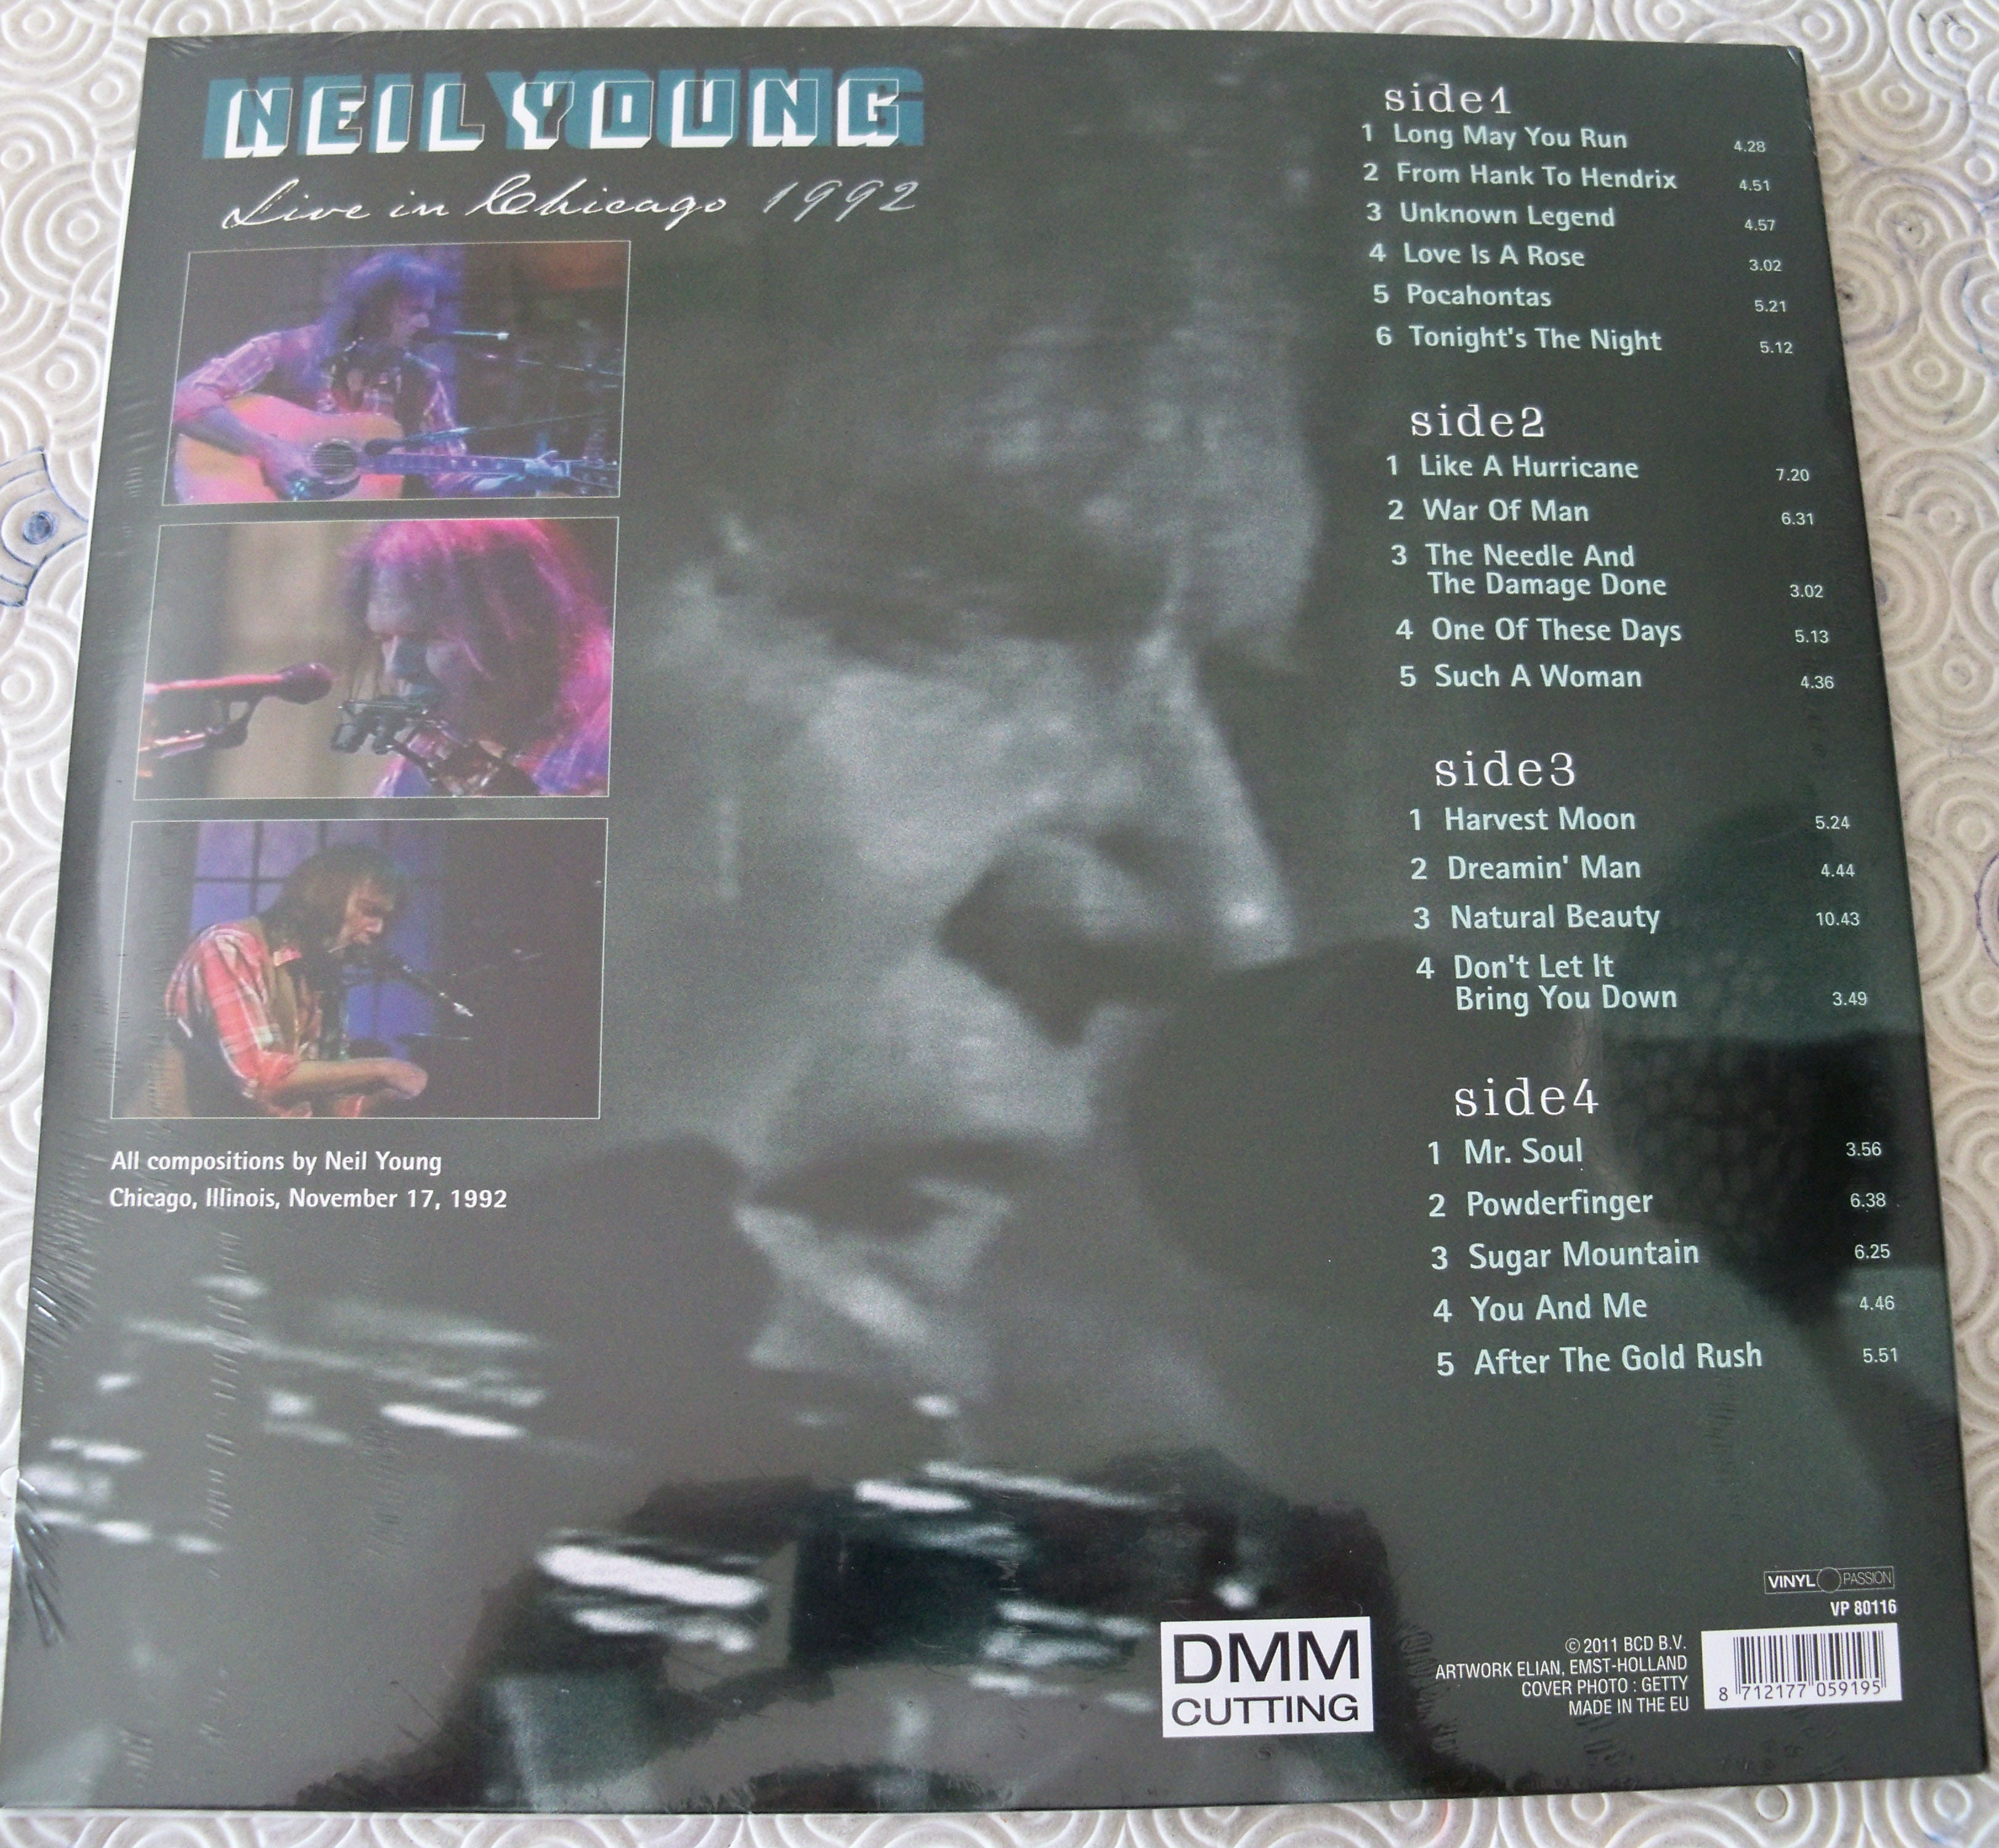 NEIL YOUNG
Live in Chicago 1992
All compositions by Neil Young
Chicago, Illinois, November 17, 1992
side1
1 Long May You Run 4.28
2 From Hank To Hendrix 4.51
3 Unknown Legend 4.57
4 Love Is A Rose 3.02
5 Pocahontas 5.21
6 Tonight's The Night 5.12
side2
1 Like A Hurricane 7.20
2 War Of Man 6.31
3 The Needle And
The Damage Done 3.02
4 One Of These Days 5.13
5 Such A Woman 4.36
side3
1 Harvest Moon 5.24
2 Dreamin' Man 4.44
3 Natural Beauty 10.43
4 Don't Let It
Bring You Down 3.49
side4
1 Mr. Soul 3.56
2 Powderfinger 6.38
3 Sugar Mountain 6.25
4 You And Me 4.46
5 After The Gold Rush 5.51
DMM
CUTTING
VINYL PASSION
VP 80116
© 2011 BCD B.V.
ARTWORK ELIAN, EMST-HOLLAND
COVER PHOTO : GETTY
MADE IN THE EU
8 712177 059195